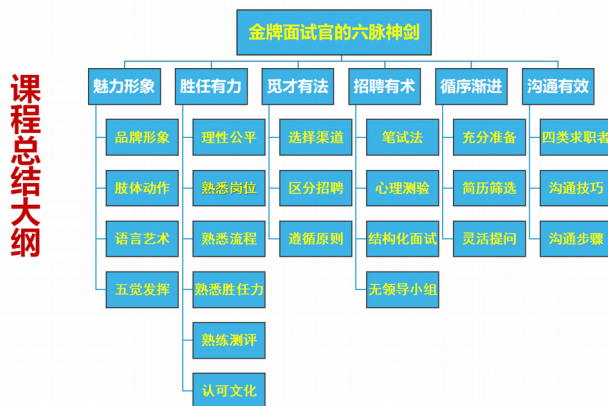 课程总结大纲
金牌面试官的六脉神剑
魅力形象
品牌形象
肢体动作
语言艺术
五觉发挥
胜任有力
理性公平
熟悉岗位
熟悉流程
熟悉胜任力
熟练测评
认可文化
觅才有法
选择渠道
区分招聘
遵循原则
招聘有术
笔试法
心理测验
结构化面试
无领导小组
循序渐进
充分准备
简历筛选
灵活提问
沟通有效
四类求职者
沟通技巧
沟通步骤